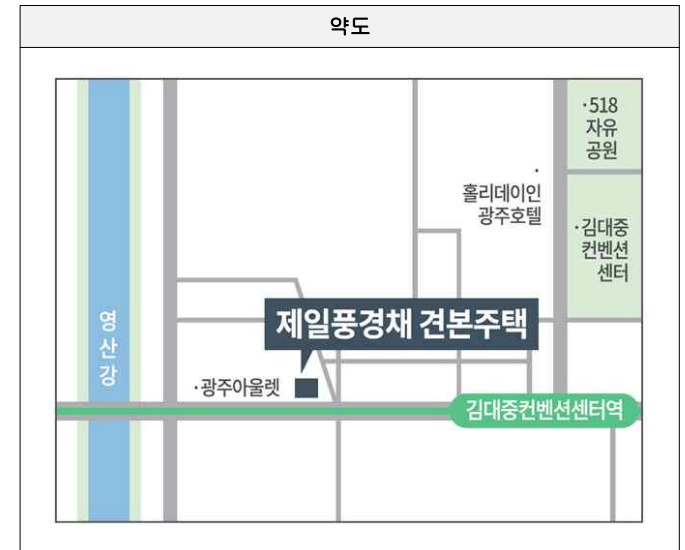 약도
·518
자유
공원
·
홀리데이인
광주호텔
·김대중
컨벤션
센터
영
산
강
제일풍경채 견본주택
·광주아울렛
김대중컨벤션센터역